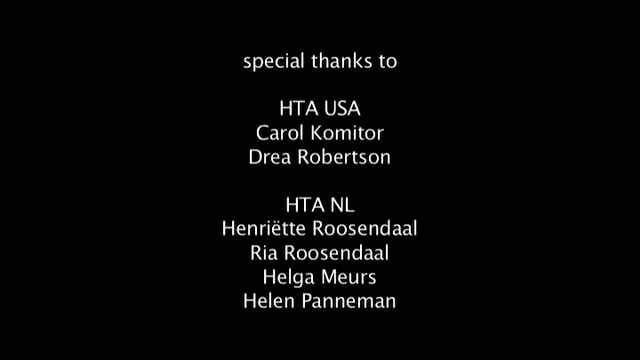 special thanks to
HTA USA
Carol Komitor
Drea Robertson
HTA NL
Henriëtte Roosendaal
Ria Roosendaal
Helga Meurs
Helen Panneman